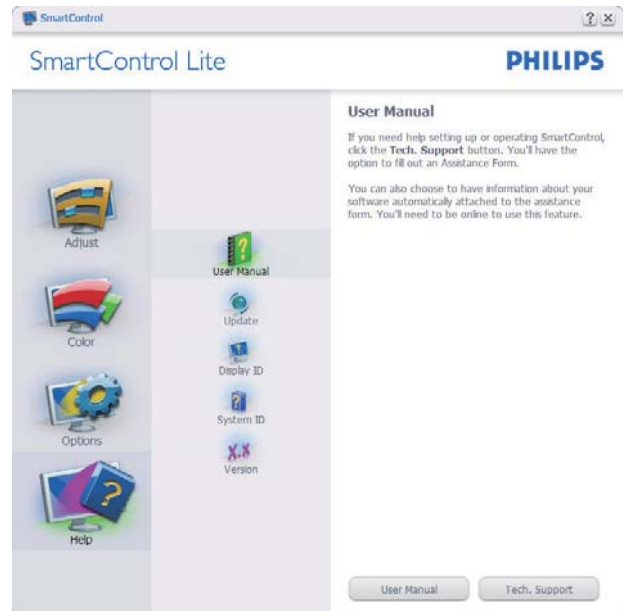 SmartControl
SmartControl Lite
PHILIPS
Adjust
Color
Options
Help
User Manual
Update
Display ID
System ID
X.X
Version
User Manual
If you need help setting up or operating SmartControl,
click the Tech. Support button. You'll have the
option to fill out an Assistance Form.
You can also choose to have information about your
software automatically attached to the assistance
form. You'll need to be online to use this feature.
User Manual
Tech. Support